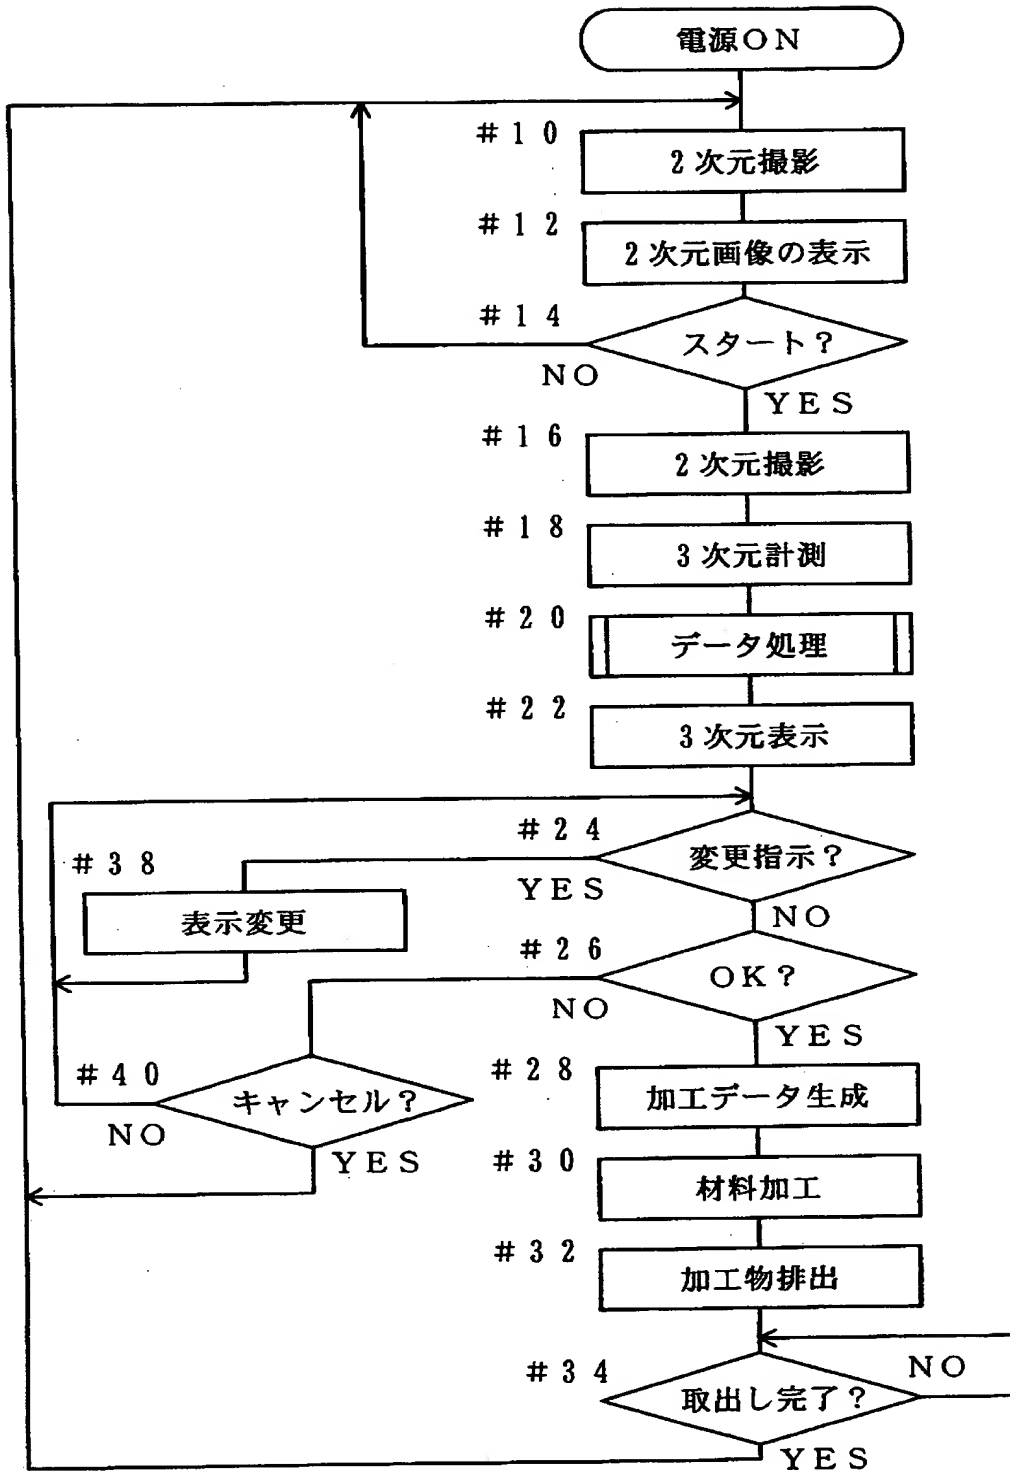 電源ON
#10
2次元撮影
#12
2次元画像の表示
#14
スタート?
NO
YES
#16
2次元撮影
#18
3次元計測
#20
データ処理
#22
3次元表示
#24
変更指示?
YES
NO
#38
表示変更
#26
OK?
NO
YES
#40
キャンセル?
NO
YES
#28
加工データ生成
#30
材料加工
#32
加工物排出
#34
取出し完了?
NO
YES